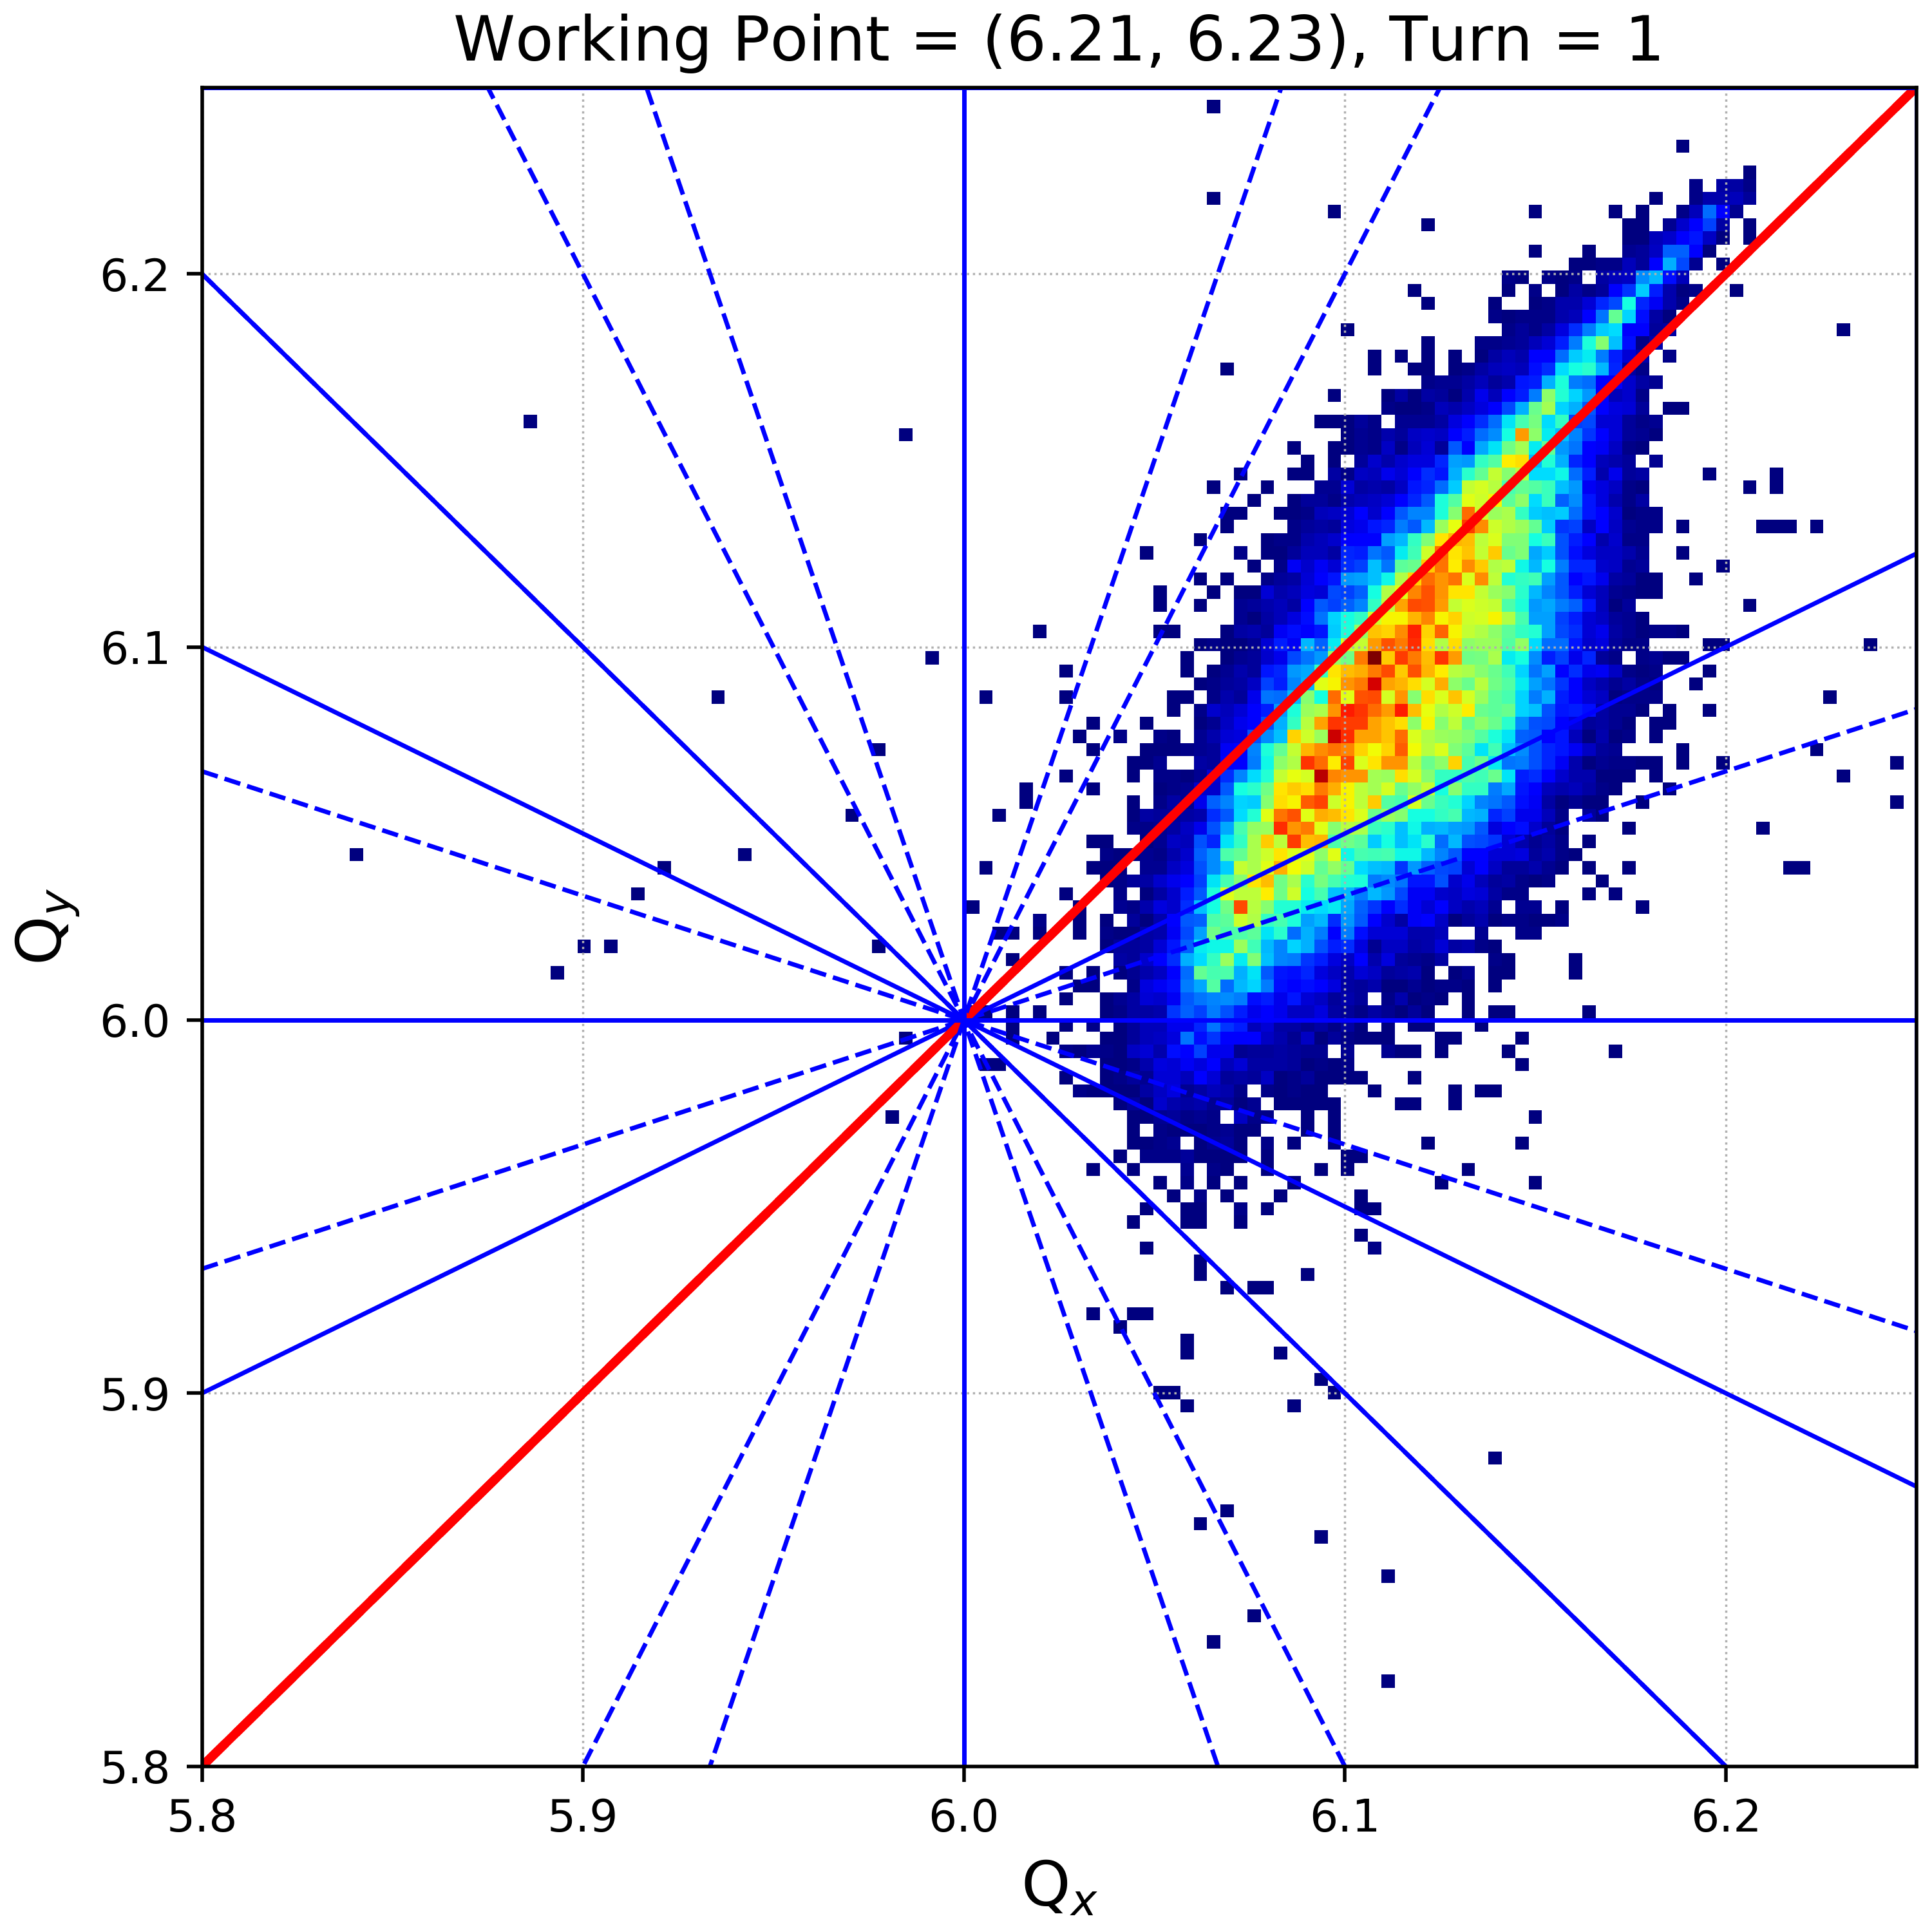 Working Point = (6.21, 6.23), Turn = 1
6.2
6.1
6.0
5.9
5.8
Qy
5.8 5.9 6.0 6.1 6.2
Qx